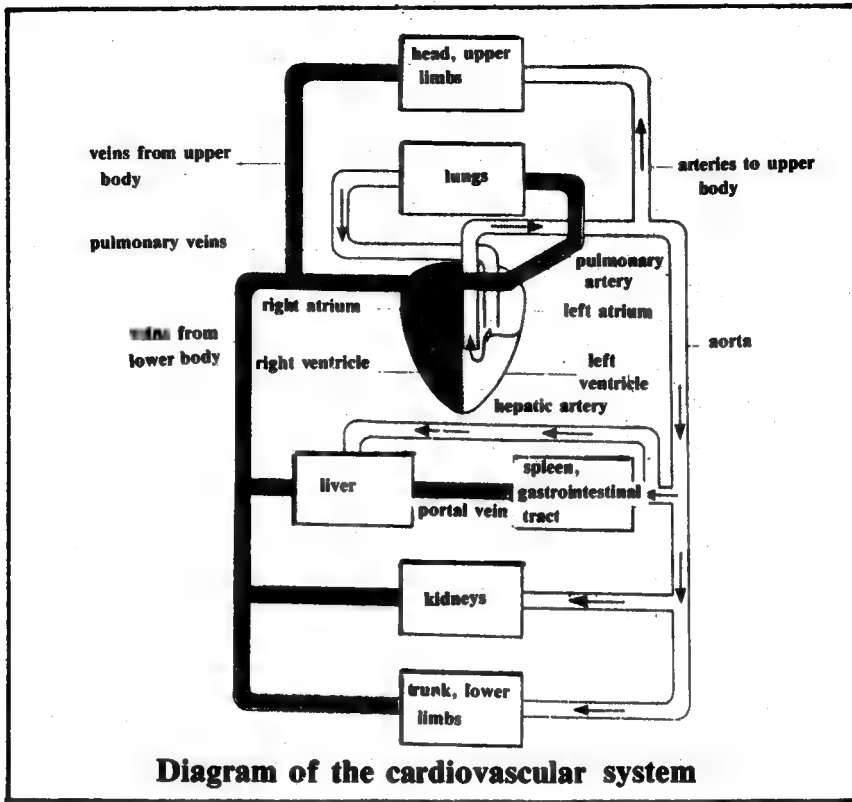 head, upper
limbs
veins from upper
body
lungs
arteries to upper
body
pulmonary veins
pulmonary
artery
right atrium
left atrium
from
lower body
aorta
right ventricle
left
ventricle
hepatic artery
liver
spleen,
gastrointestinal
tract
portal vein
kidneys
trunk, lower
limbs
Diagram of the cardiovascular system